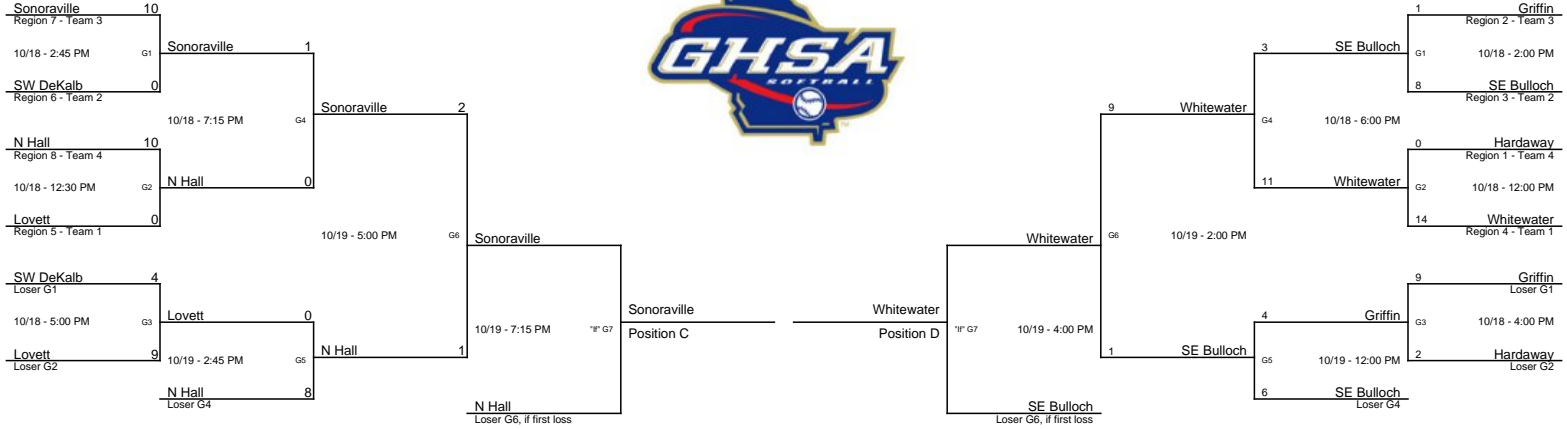 Sonoraville 10
Region 7 - Team 3
10/18 - 2:45 PM G1
SW DeKalb 0
Region 6 - Team 2
Sonoraville 1
10/18 - 7:15 PM G4
N Hall 10
Region 8 - Team 4
10/18 - 12:30 PM G2
N Hall 0
Lovett 0
Region 5 - Team 1
Sonoraville 2
10/19 - 5:00 PM G6
SW DeKalb 4
Loser G1
10/18 - 5:00 PM G3
Lovett 0
Lovett 9
Loser G2
10/19 - 2:45 PM G5
N Hall 8
Loser G4
N Hall 1
Sonoraville
10/19 - 7:15 PM "If" G7
N Hall
Loser G6, if first loss
Sonoraville
Position C
GHSA
SOFTBALL
1 Griffin
Region 2 - Team 3
G1 10/18 - 2:00 PM
8 SE Bulloch
Region 3 - Team 2
3 SE Bulloch
G4 10/18 - 6:00 PM
0 Hardaway
Region 1 - Team 4
G2 10/18 - 12:00 PM
11 Whitewater
14 Whitewater
Region 4 - Team 1
9 Whitewater
G6 10/19 - 2:00 PM
9 Griffin
Loser G1
G3 10/18 - 4:00 PM
4 Griffin
2 Hardaway
Loser G2
G5 10/19 - 12:00 PM
6 SE Bulloch
Loser G4
1 SE Bulloch
Whitewater
"If" G7 10/19 - 4:00 PM
SE Bulloch
Loser G6, if first loss
Whitewater
Position D